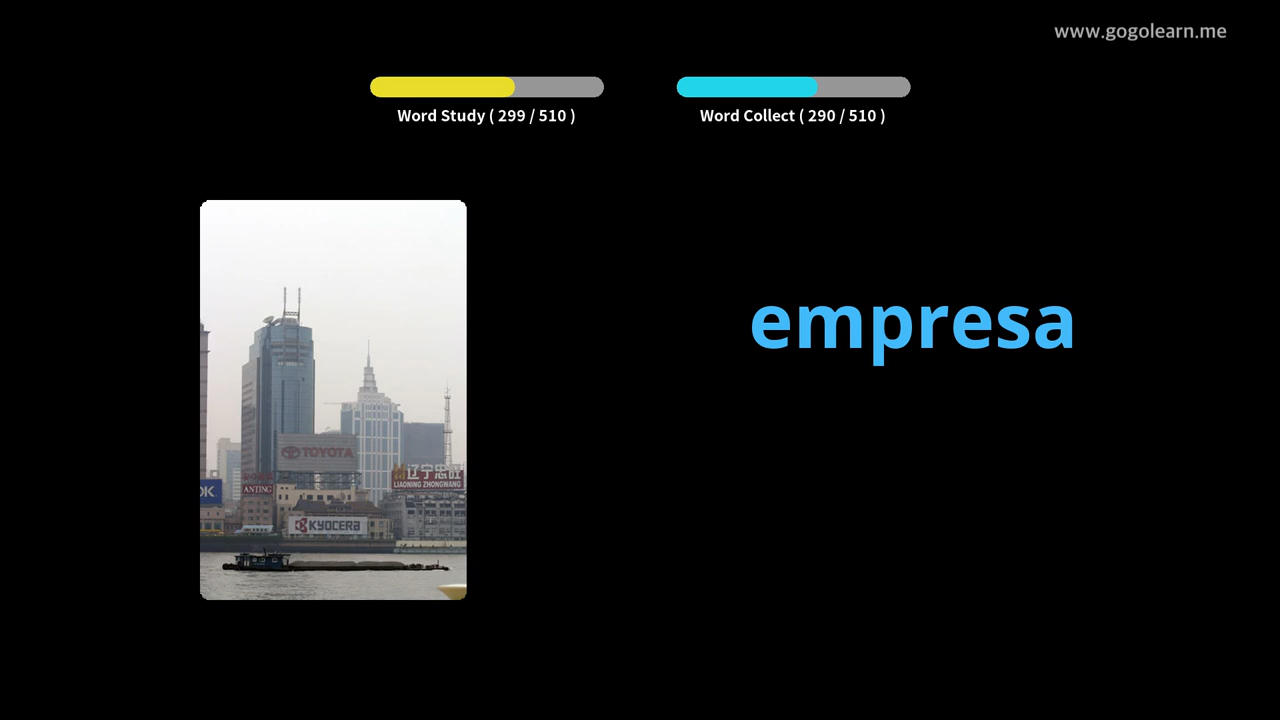 www.gogolearn.me
Word Study ( 299 / 510 )
Word Collect ( 290 / 510 )
empresa
TOYOTA
辽宁忠旺
LIAONING ZHONGWANG
OK
ANTING
KYOCERA